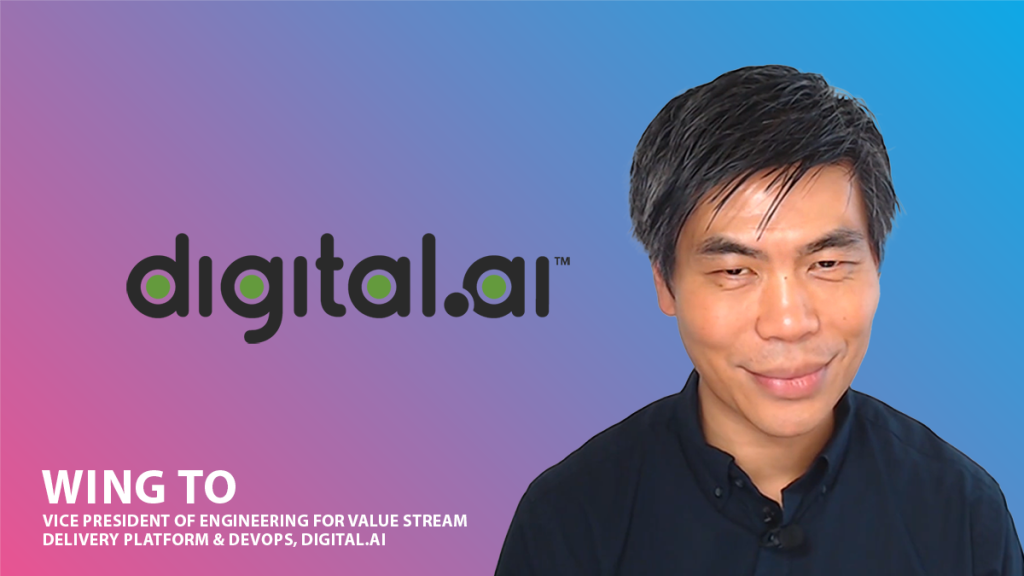 digital.ai™
WING TO
VICE PRESIDENT OF ENGINEERING FOR VALUE STREAM
DELIVERY PLATFORM & DEVOPS, DIGITAL.AI